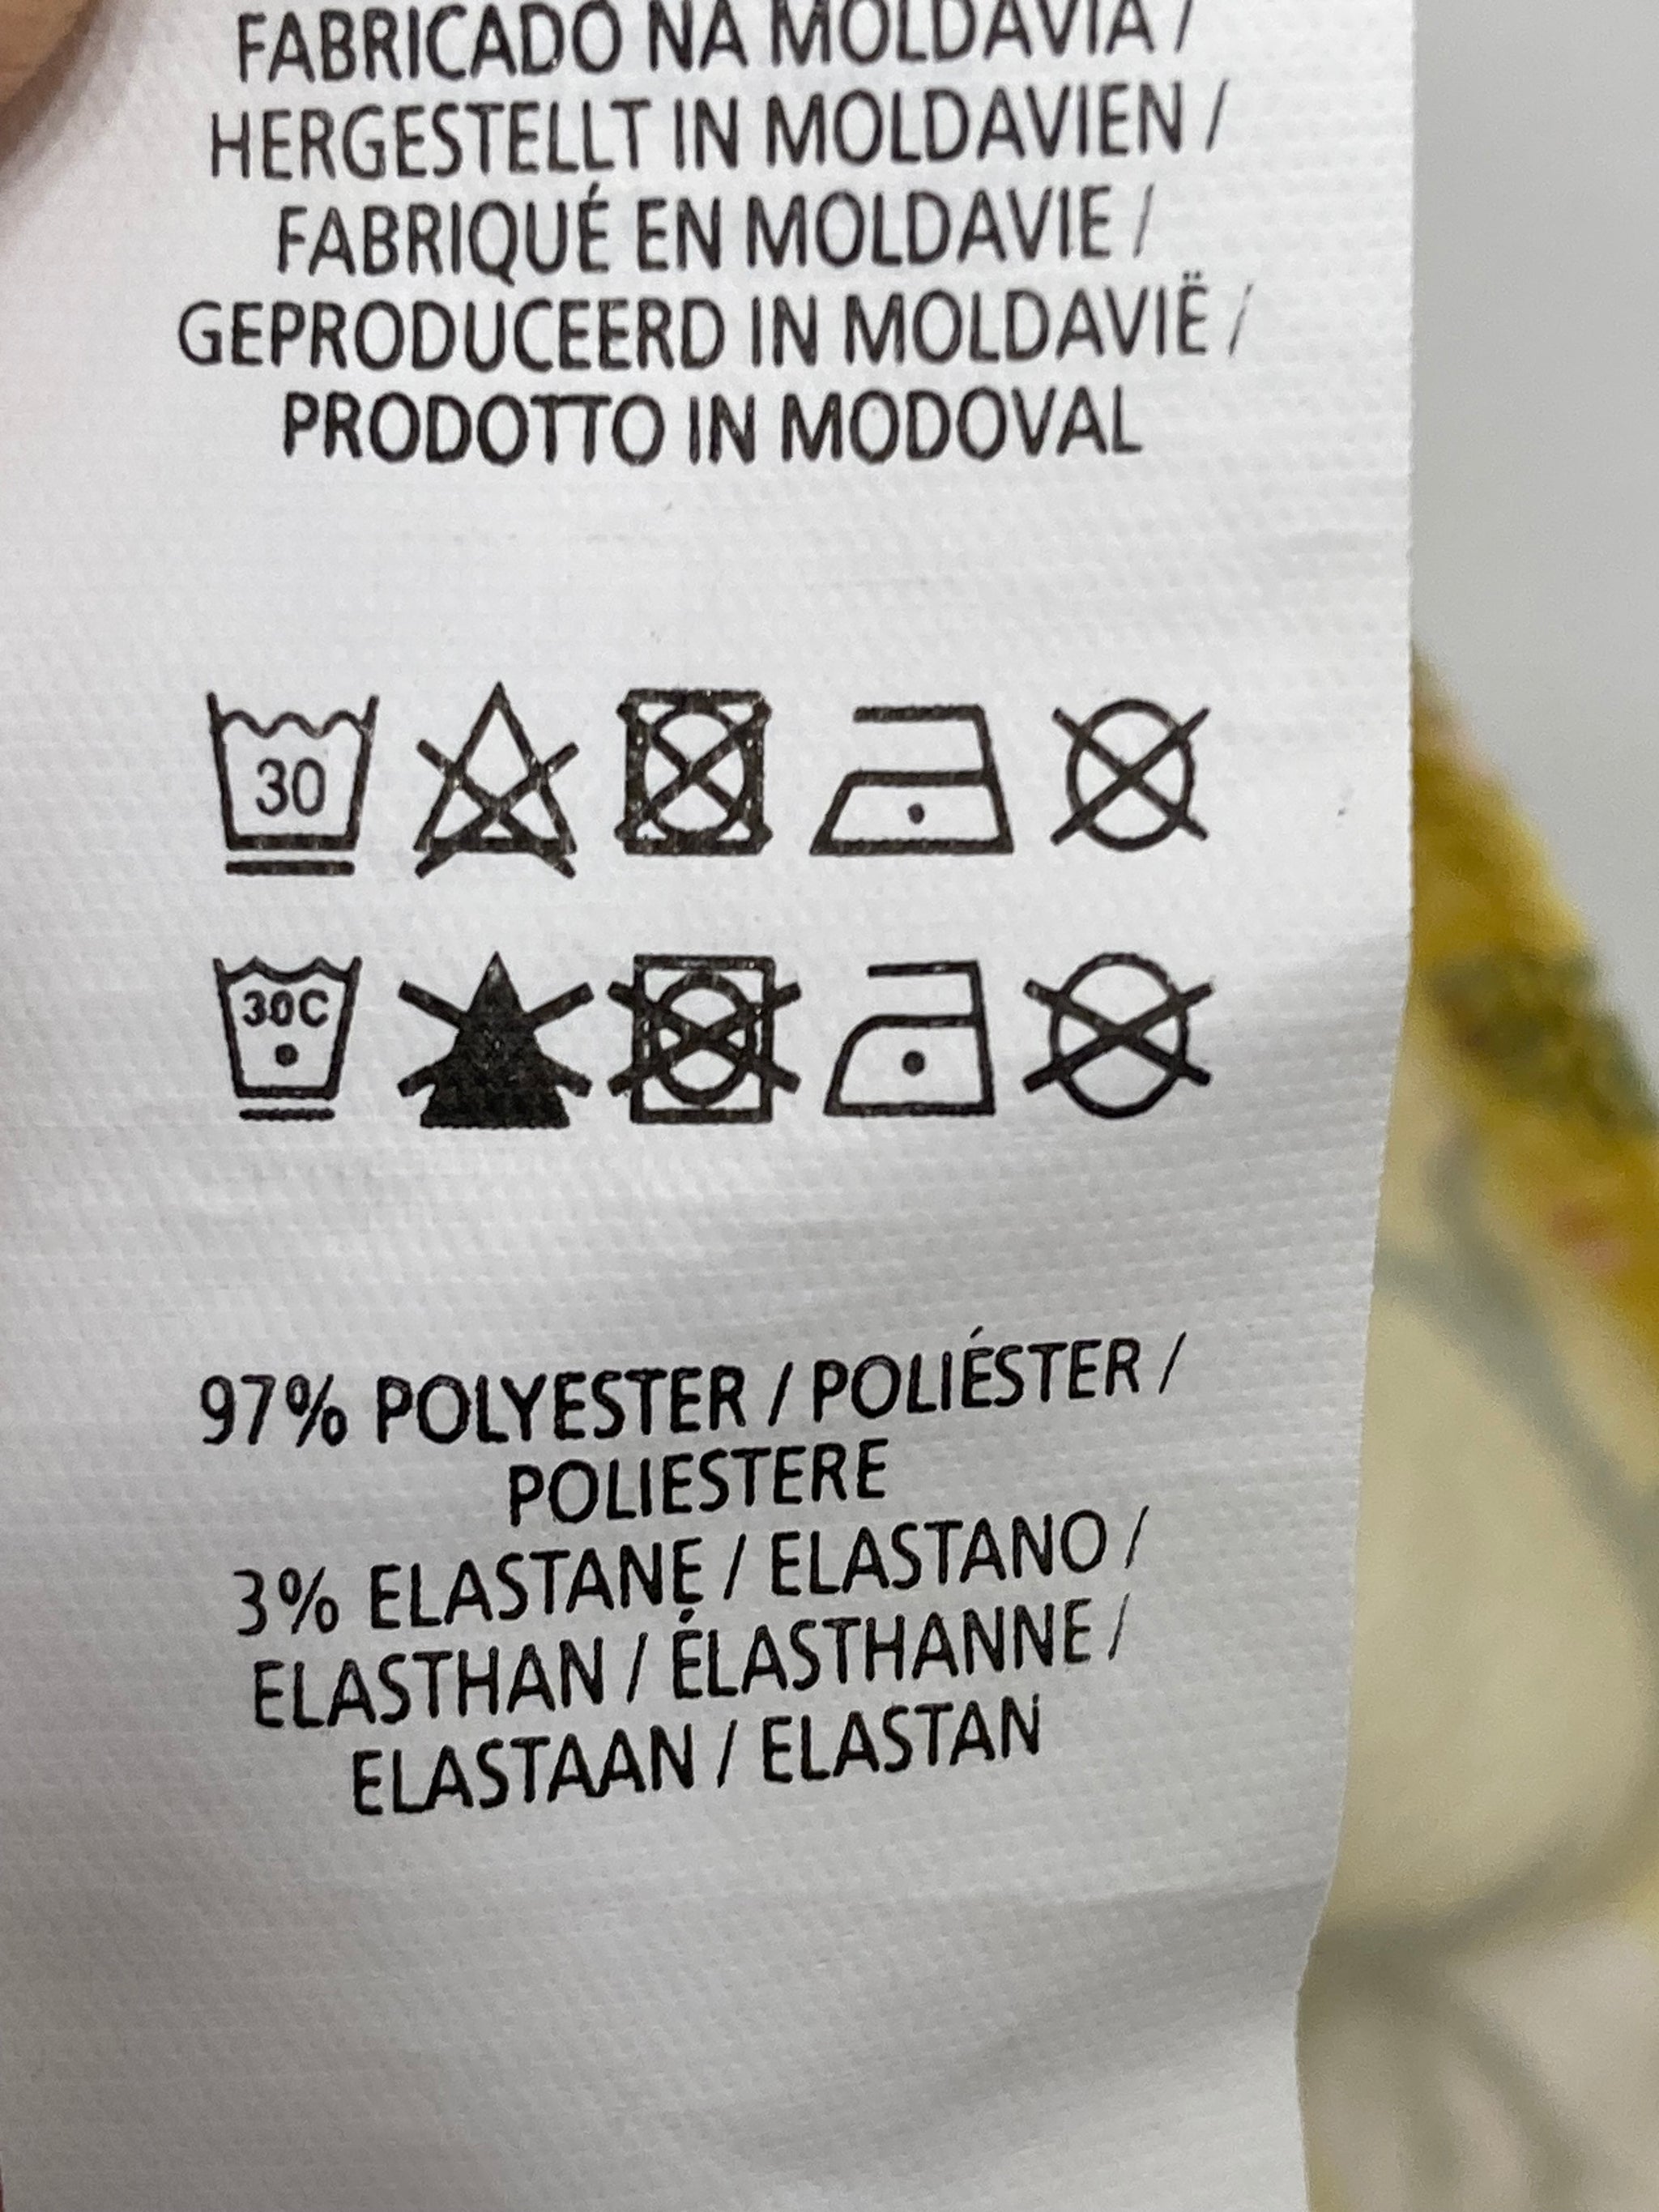 FABRICADO NA MOLDAVIA /
HERGESTELLT IN MOLDAVIEN /
FABRIQUÉ EN MOLDAVIE /
GEPRODUCEERD IN MOLDAVIË /
PRODOTTO IN MODOVAL
30
30C
97% POLYESTER / POLIÉSTER /
POLIESTERE
3% ELASTANE / ELASTANO /
ELASTHAN / ÉLASTHANNE /
ELASTAAN / ELASTAN